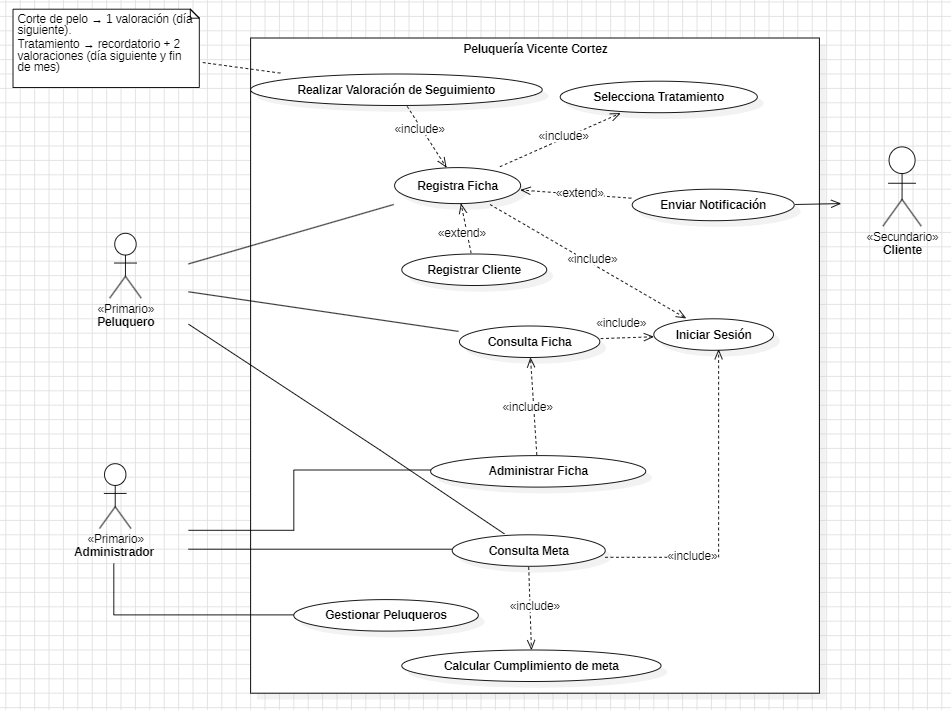 Corte de pelo → 1 valoración (día
siguiente).
Tratamiento → recordatorio + 2
valoraciones (día siguiente y fin
de mes)
Peluquería Vicente Cortez
Realizar Valoración de Seguimiento
Selecciona Tratamiento
«include»
«include»
Registra Ficha
«extend»
Enviar Notificación
«Secundario»
Cliente
«extend»
«include»
Registrar Cliente
«Primario»
Peluquero
«include»
Consulta Ficha
Iniciar Sesión
«include»
Administrar Ficha
«Primario»
Administrador
Consulta Meta
«include»
«include»
Gestionar Peluqueros
Calcular Cumplimiento de meta